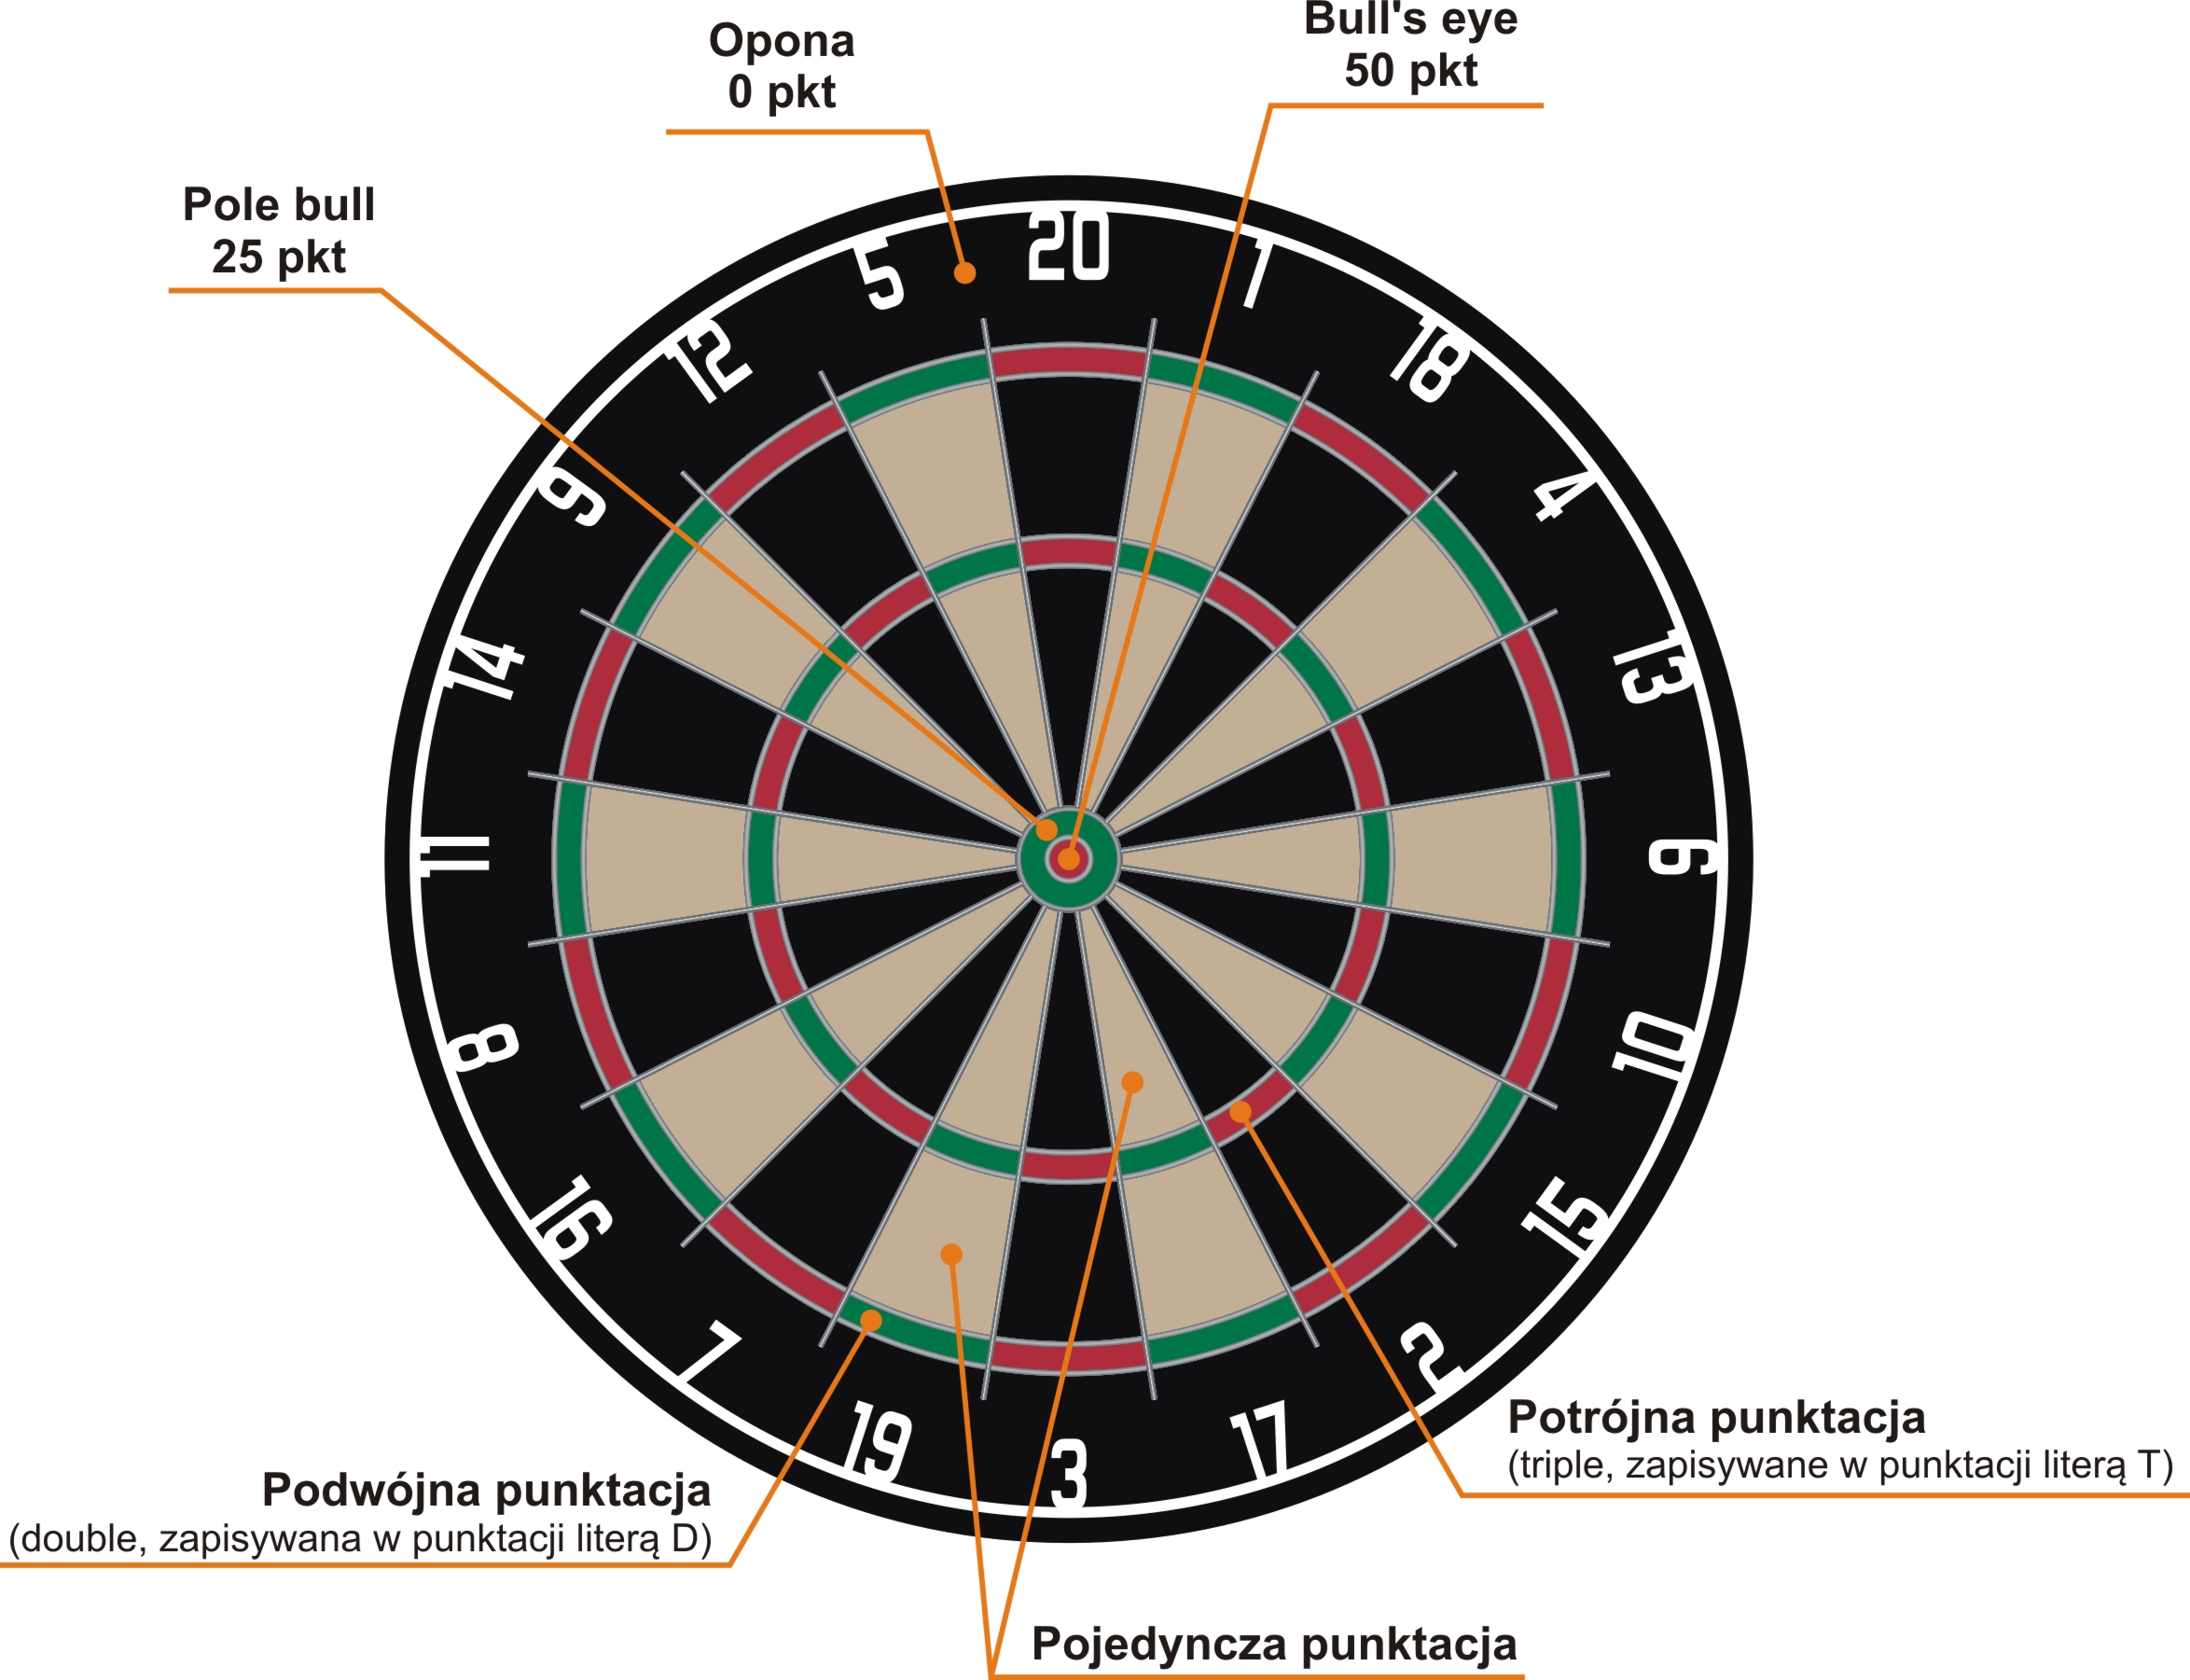 Opona
0 pkt
Bull's eye
50 pkt
Pole bull
25 pkt
20
1
18
4
13
6
10
15
2
17
3
19
7
16
8
11
14
9
12
5
Potrójna punktacja
(triple, zapisywane w punktacji literą T)
Podwójna punktacja
(double, zapisywana w punktacji literą D)
Pojedyncza punktacja